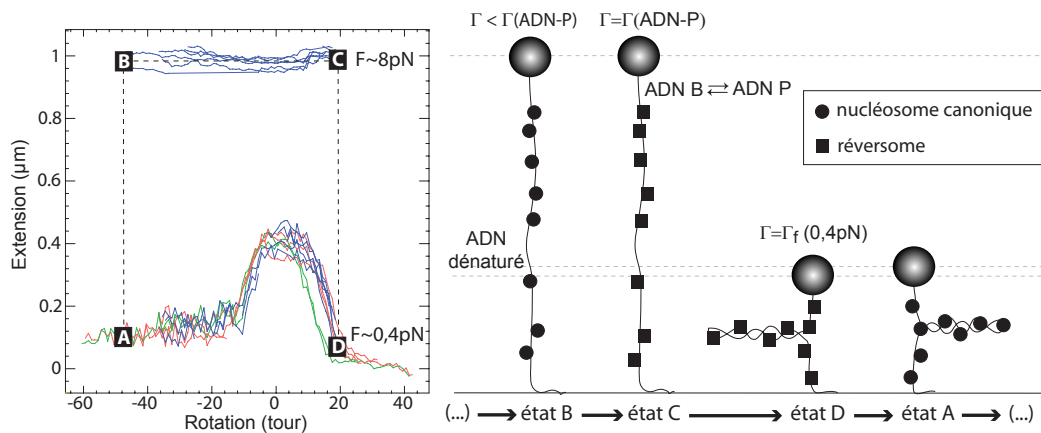 Extension (µm)
1
0.8
0.6
0.4
0.2
0
-60
-40
-20
0
20
40
Rotation (tour)
B
C
A
D
F~8pN
F~0,4pN
Γ < Γ(ADN-P)
Γ=Γ(ADN-P)
ADN B ⇄ ADN P
nucléosome canonique
réversome
ADN
dénaturé
Γ=Γf (0,4pN)
(...) → état B → état C → état D → état A → (...)